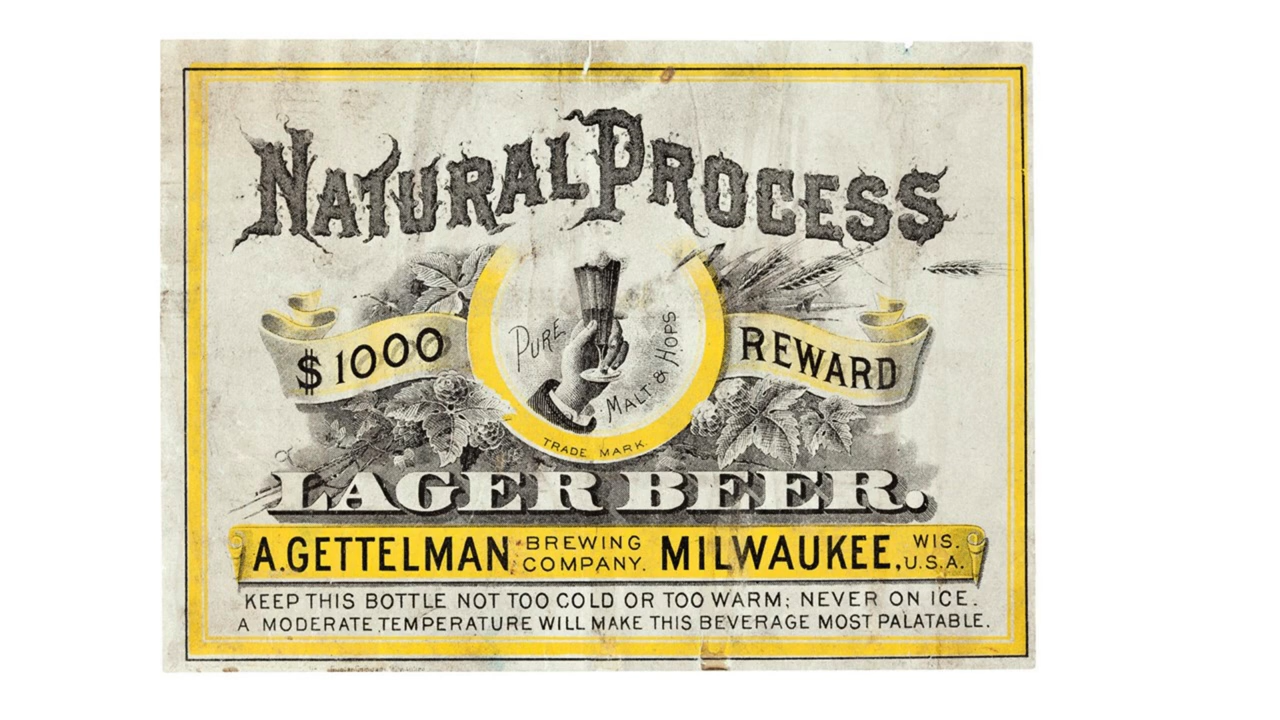 NATURAL PROCESS
$1000
PURE
MALT & HOPS
REWARD
TRADE MARK.
LAGER BEER.
A. GETTELMAN BREWING COMPANY. MILWAUKEE, WIS. U.S.A.
KEEP THIS BOTTLE NOT TOO COLD OR TOO WARM; NEVER ON ICE.
A MODERATE TEMPERATURE WILL MAKE THIS BEVERAGE MOST PALATABLE.